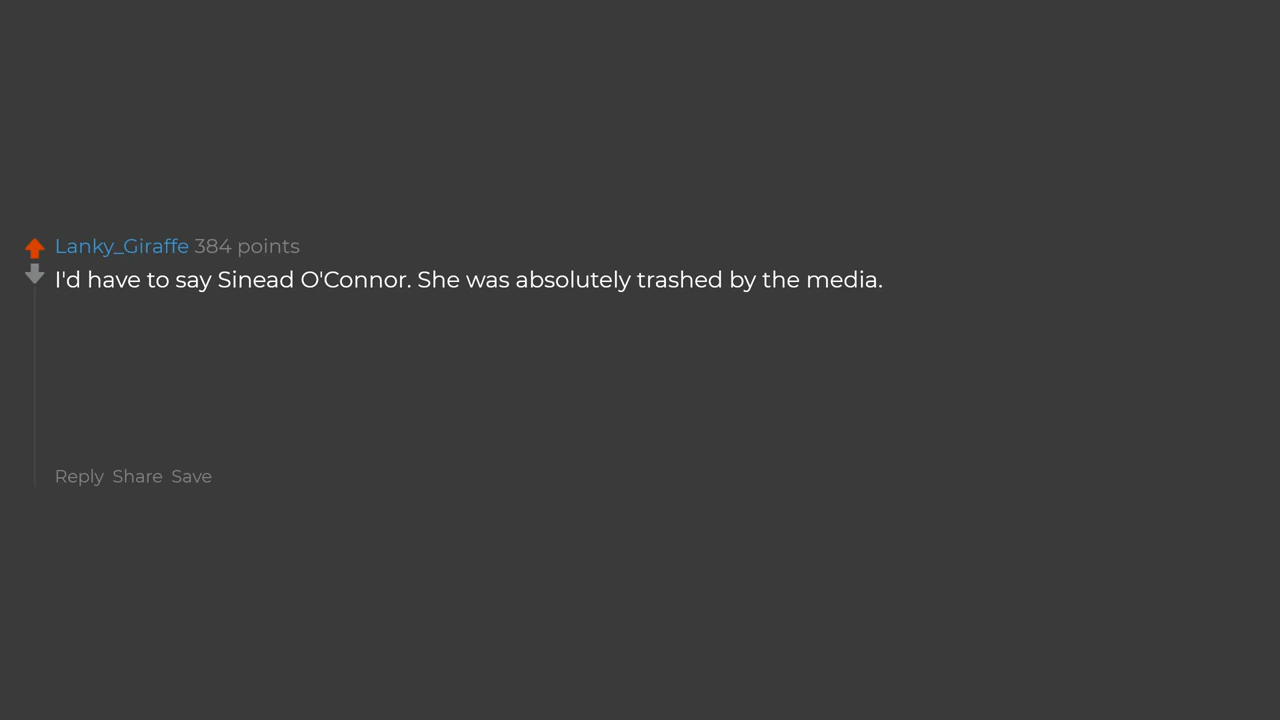 Lanky_Giraffe 384 points
I'd have to say Sinead O'Connor. She was absolutely trashed by the media.
Reply Share Save